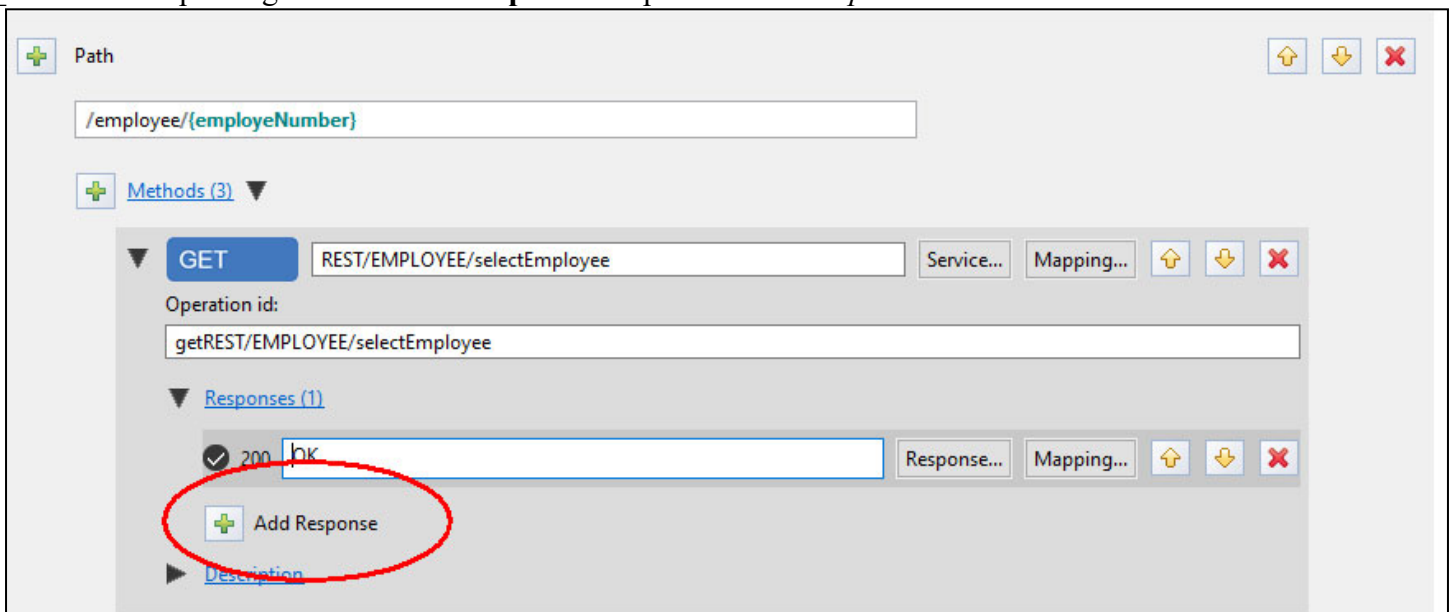 Path
/employee/{employeNumber}
Methods (3)
GET REST/EMPLOYEE/selectEmployee Service... Mapping...
Operation id:
getREST/EMPLOYEE/selectEmployee
Responses (1)
200 OK Response... Mapping...
Add Response
Description